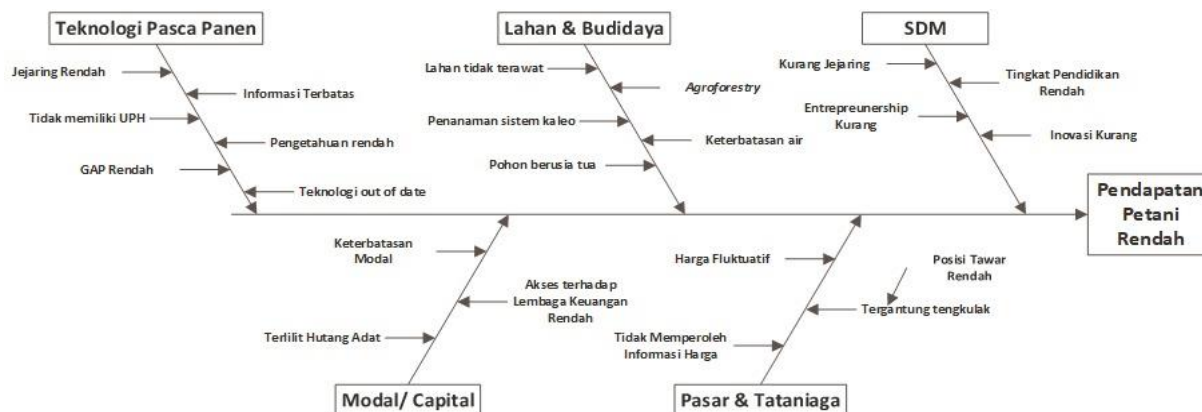 Teknologi Pasca Panen
Jejaring Rendah
Informasi Terbatas
Tidak memiliki UPH
Pengetahuan rendah
GAP Rendah
Teknologi out of date
Lahan & Budidaya
Lahan tidak terawat
Agroforestry
Penanaman sistem kaleo
Keterbatasan air
Pohon berusia tua
SDM
Kurang Jejaring
Tingkat Pendidikan
Rendah
Entrepreunership
Kurang
Inovasi Kurang
Pendapatan
Petani
Rendah
Keterbatasan
Modal
Akses terhadap
Lembaga Keuangan
Rendah
Terlilit Hutang Adat
Modal/ Capital
Harga Fluktuatif
Posisi Tawar
Rendah
Tergantung tengkulak
Tidak Memperoleh
Informasi Harga
Pasar & Tataniaga